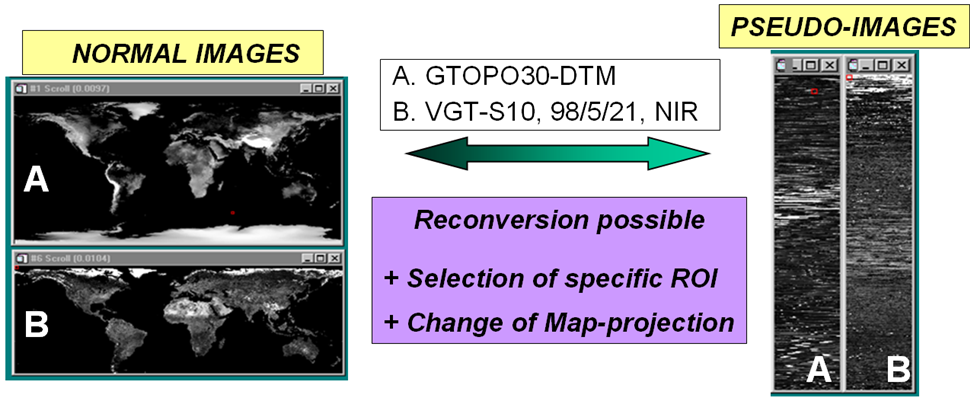 NORMAL IMAGES
#1 Scroll (0.0097)
A
#6 Scroll (0.0104)
B
A. GTOPO30-DTM
B. VGT-S10, 98/5/21, NIR
Reconversion possible
+ Selection of specific ROI
+ Change of Map-projection
PSEUDO-IMAGES
A
B